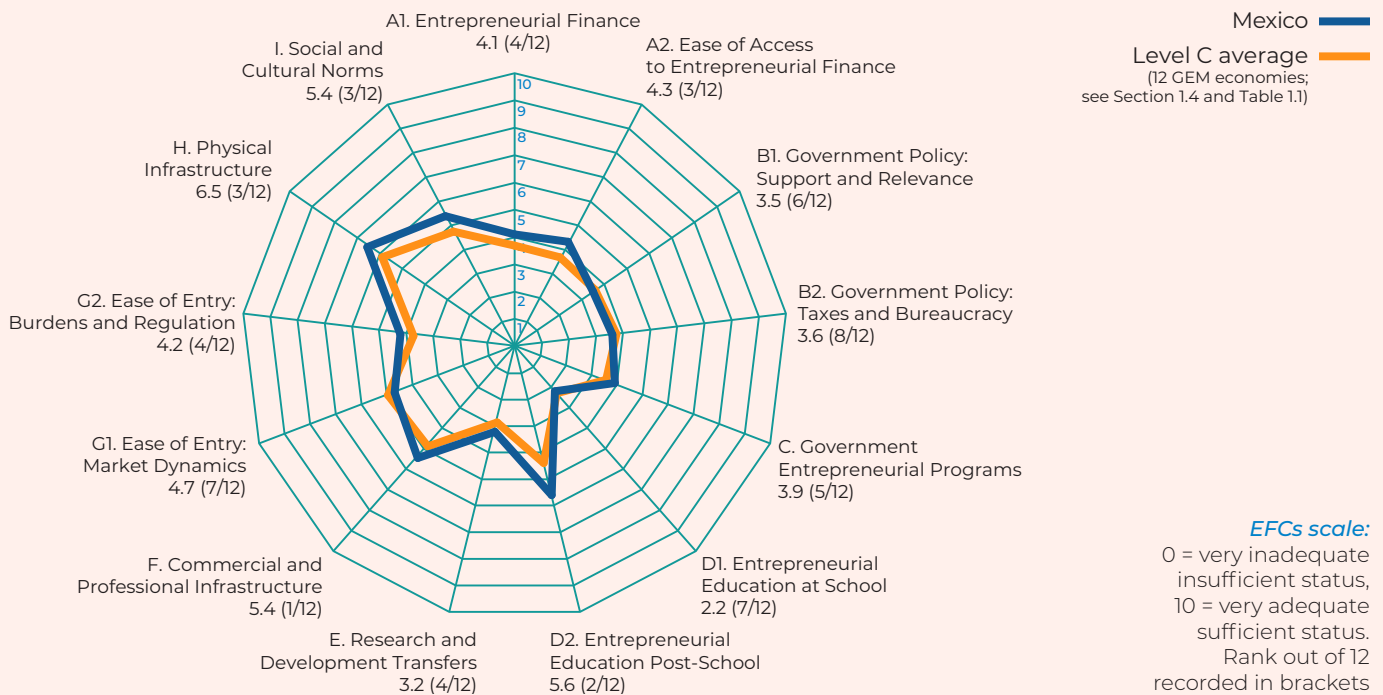 A1. Entrepreneurial Finance
4.1 (4/12)
A2. Ease of Access
to Entrepreneurial Finance
4.3 (3/12)
B1. Government Policy:
Support and Relevance
3.5 (6/12)
B2. Government Policy:
Taxes and Bureaucracy
3.6 (8/12)
C. Government
Entrepreneurial Programs
3.9 (5/12)
D1. Entrepreneurial
Education at School
2.2 (7/12)
D2. Entrepreneurial
Education Post-School
5.6 (2/12)
E. Research and
Development Transfers
3.2 (4/12)
F. Commercial and
Professional Infrastructure
5.4 (1/12)
G1. Ease of Entry:
Market Dynamics
4.7 (7/12)
G2. Ease of Entry:
Burdens and Regulation
4.2 (4/12)
H. Physical
Infrastructure
6.5 (3/12)
I. Social and
Cultural Norms
5.4 (3/12)
10
9
8
7
6
5
3
2
1
Mexico
Level C average
(12 GEM economies;
see Section 1.4 and Table 1.1)
EFCs scale:
0 = very inadequate
insufficient status,
10 = very adequate
sufficient status.
Rank out of 12
recorded in brackets